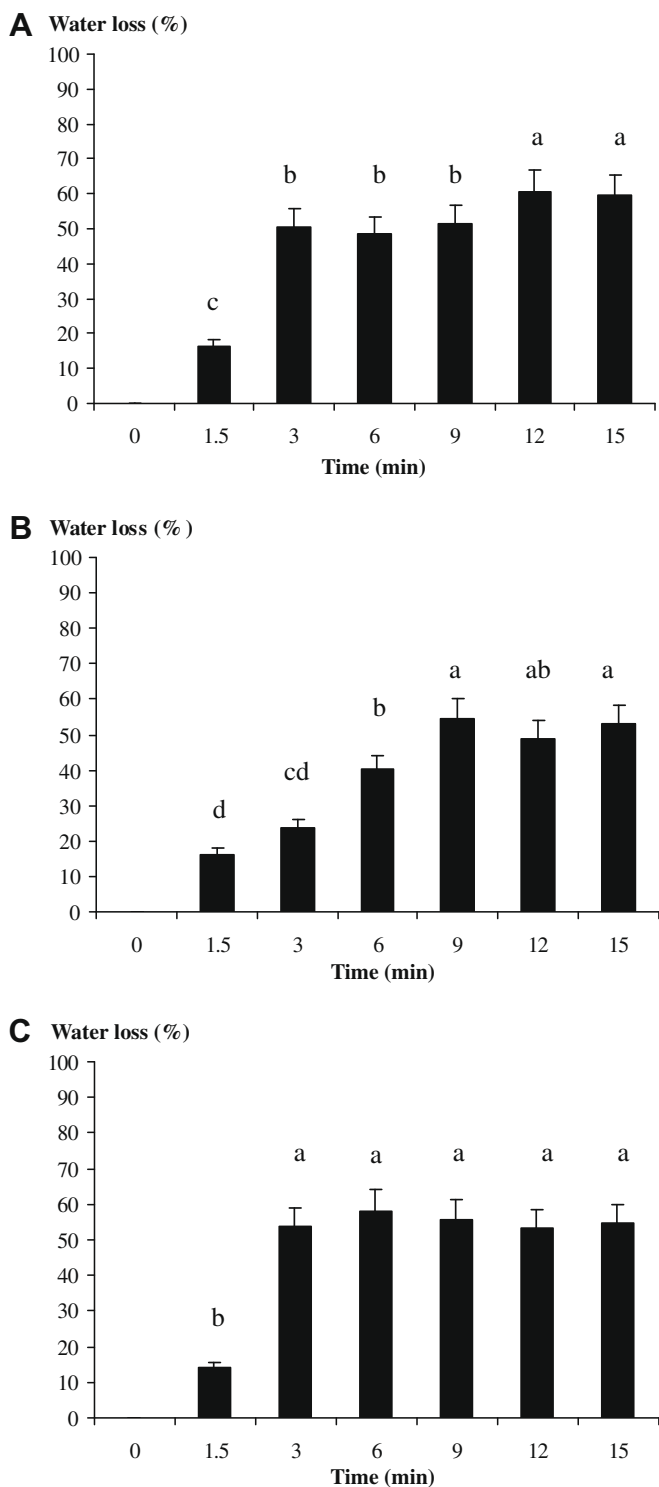 A Water loss (%)
100
90
80
70
60
50
40
30
20
10
0
c b b b a a
0 1.5 3 6 9 12 15
Time (min)
B Water loss (% )
100
90
80
70
60
50
40
30
20
10
0
d cd b a ab a
0 1.5 3 6 9 12 15
Time (min)
C Water loss (%)
100
90
80
70
60
50
40
30
20
10
0
b a a a a a
0 1.5 3 6 9 12 15
Time (min)